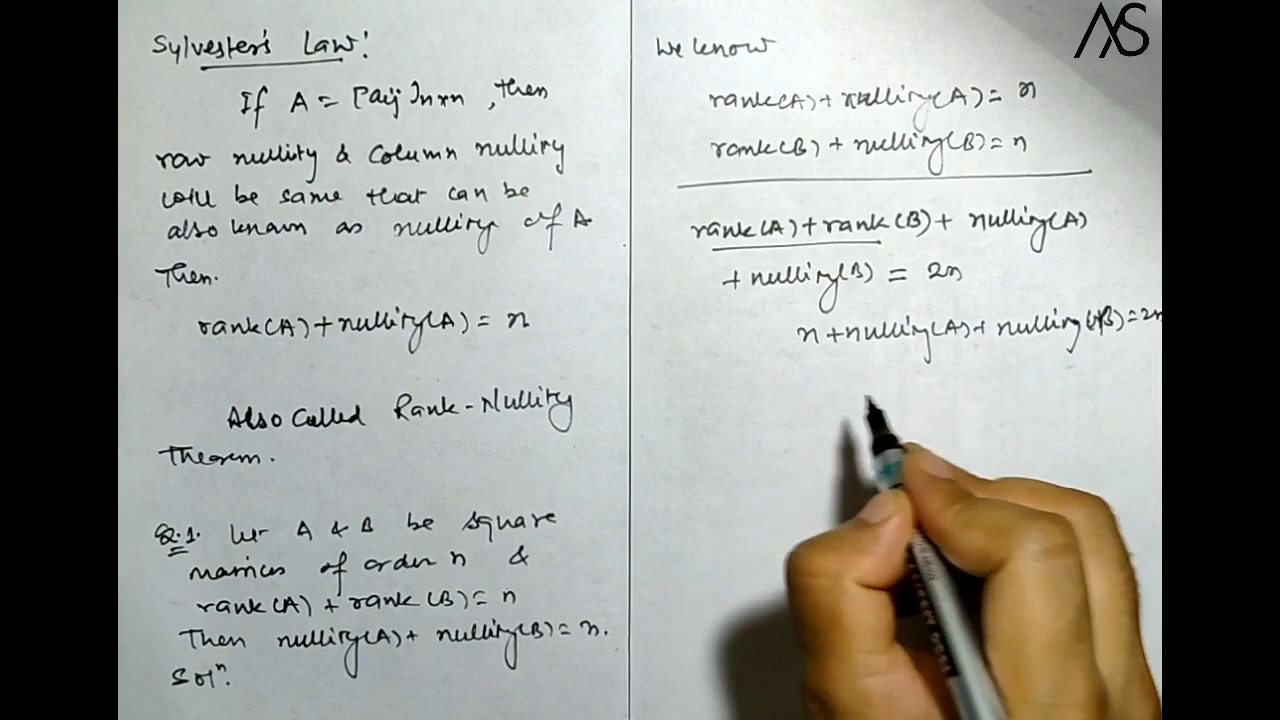 Sylvester's Law:
If A = [aij]nxn, then
row nullity & column nullity
will be same that can be
also known as nullity of A
Then.
rank(A)+nullity(A) = n
Also Called Rank-Nullity
Theorem.
Q.1. Let A & B be square
matrices of order n &
rank(A) + rank(B) = n
Then nullity(A) + nullity(B) = n.
Solⁿ.
We know
rank(A) + nullity(A) = n
rank(B) + nullity(B) = n
rank(A) + rank(B) + nullity(A)
+ nullity(B) = 2n
n + nullity(A) + nullity(B) = 2n
AS